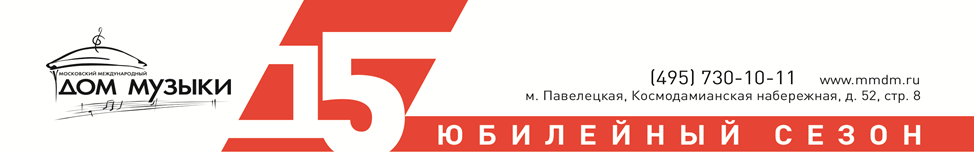 МОСКОВСКИЙ МЕЖДУНАРОДНЫЙ
ДОМ МУЗЫКИ
15
(495) 730-10-11 www.mmdm.ru
м. Павелецкая, Космодамианская набережная, д. 52, стр. 8
ЮБИЛЕЙНЫЙ СЕЗОН